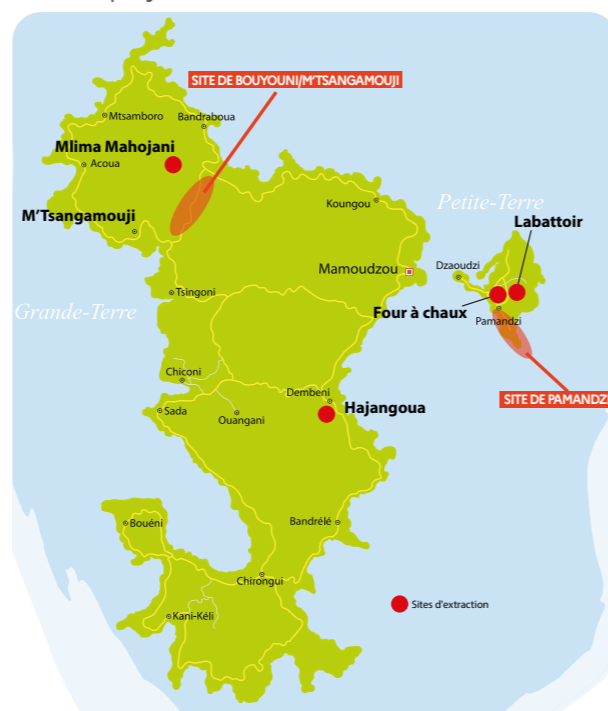 SITE DE BOUYOUNI/M'TSANGAMOUJI
Mtsamboro
Bandraboua
Mlima Mahojani
Acoua
M'Tsangamouji
Koungou
Petite-Terre
Labattoir
Dzaoudzi
Mamoudzou
Tsingoni
Grande-Terre
Four à chaux
Pamandzi
Chiconi
SITE DE PAMANDZI
Dembeni
Hajangoua
Sada
Ouangani
Bouéni
Bandrélé
Chirongui
Sites d'extraction
Kani-Kéli